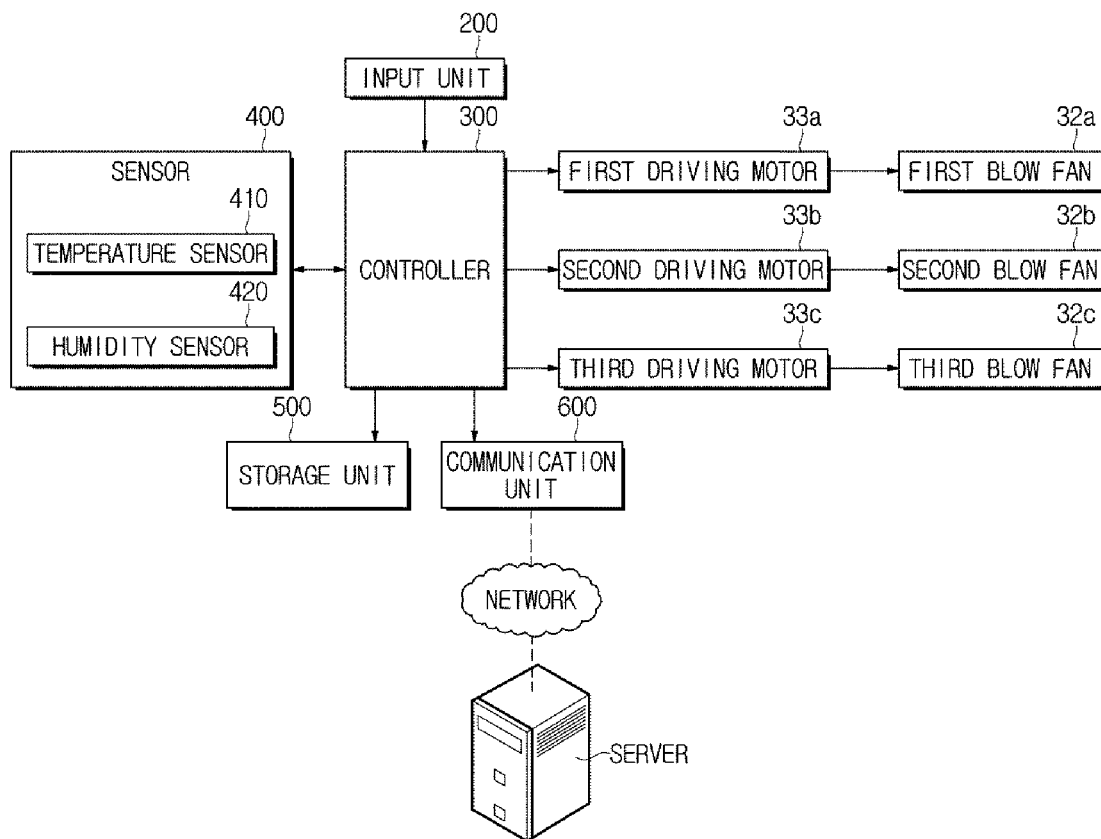 200
INPUT UNIT
400
300
33a
32a
SENSOR
FIRST DRIVING MOTOR
FIRST BLOW FAN
410
33b
32b
TEMPERATURE SENSOR
CONTROLLER
SECOND DRIVING MOTOR
SECOND BLOW FAN
420
33c
32c
HUMIDITY SENSOR
THIRD DRIVING MOTOR
THIRD BLOW FAN
500
600
STORAGE UNIT
COMMUNICATION
UNIT
NETWORK
SERVER